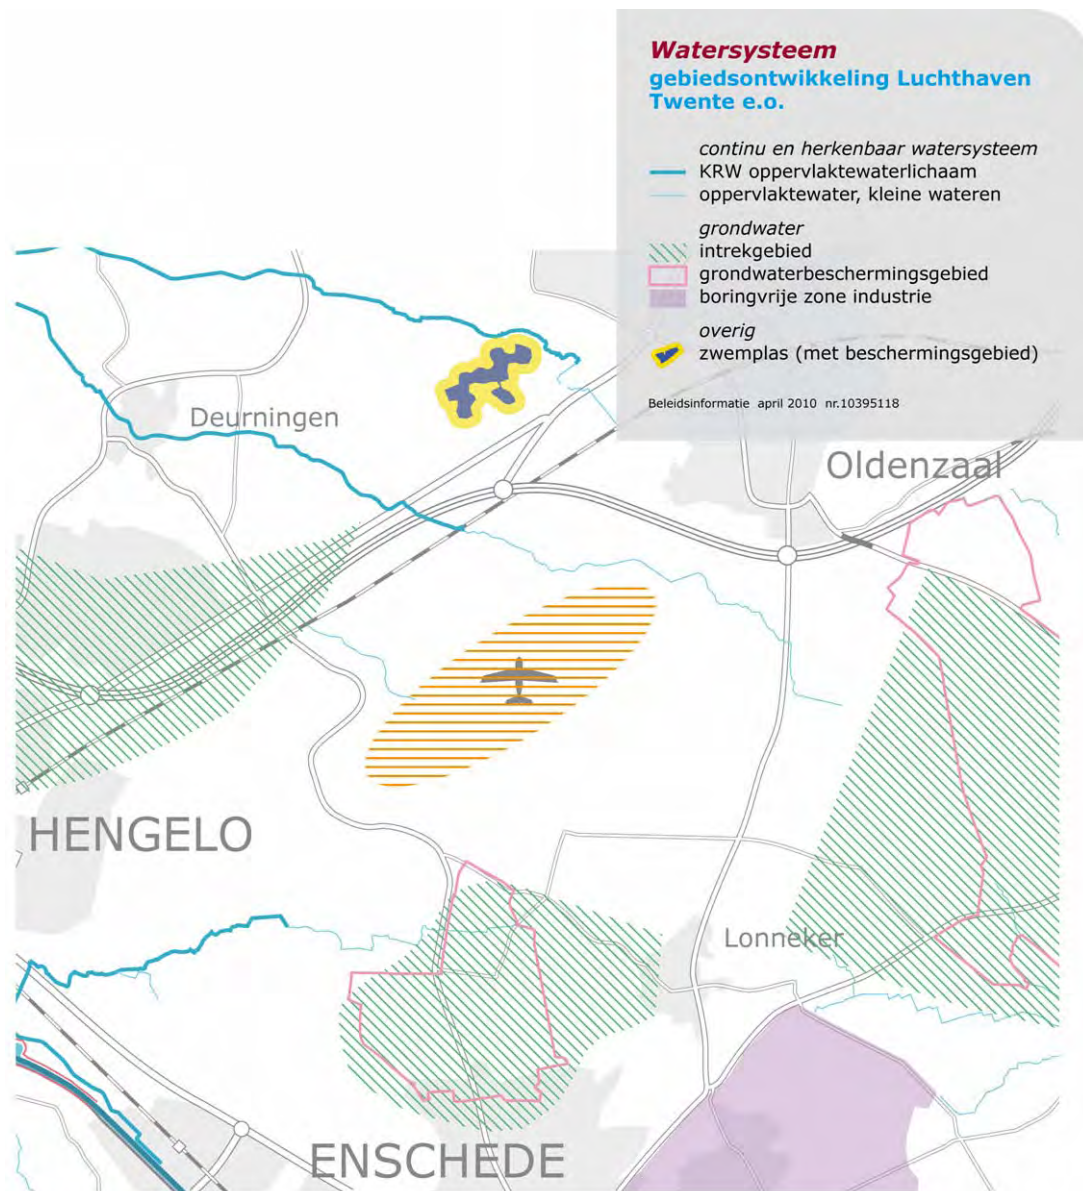 Watersysteem
gebiedsontwikkeling Luchthaven
Twente e.o.
continu en herkenbaar watersysteem
KRW oppervlaktewaterlichaam
oppervlaktewater, kleine wateren
grondwater
intrekgebied
grondwaterbeschermingsgebied
boringvrije zone industrie
overig
zwemplas (met beschermingsgebied)
Beleidsinformatie april 2010 nr.10395118
Deurningen
Oldenzaal
HENGELO
Lonneker
ENSCHEDE